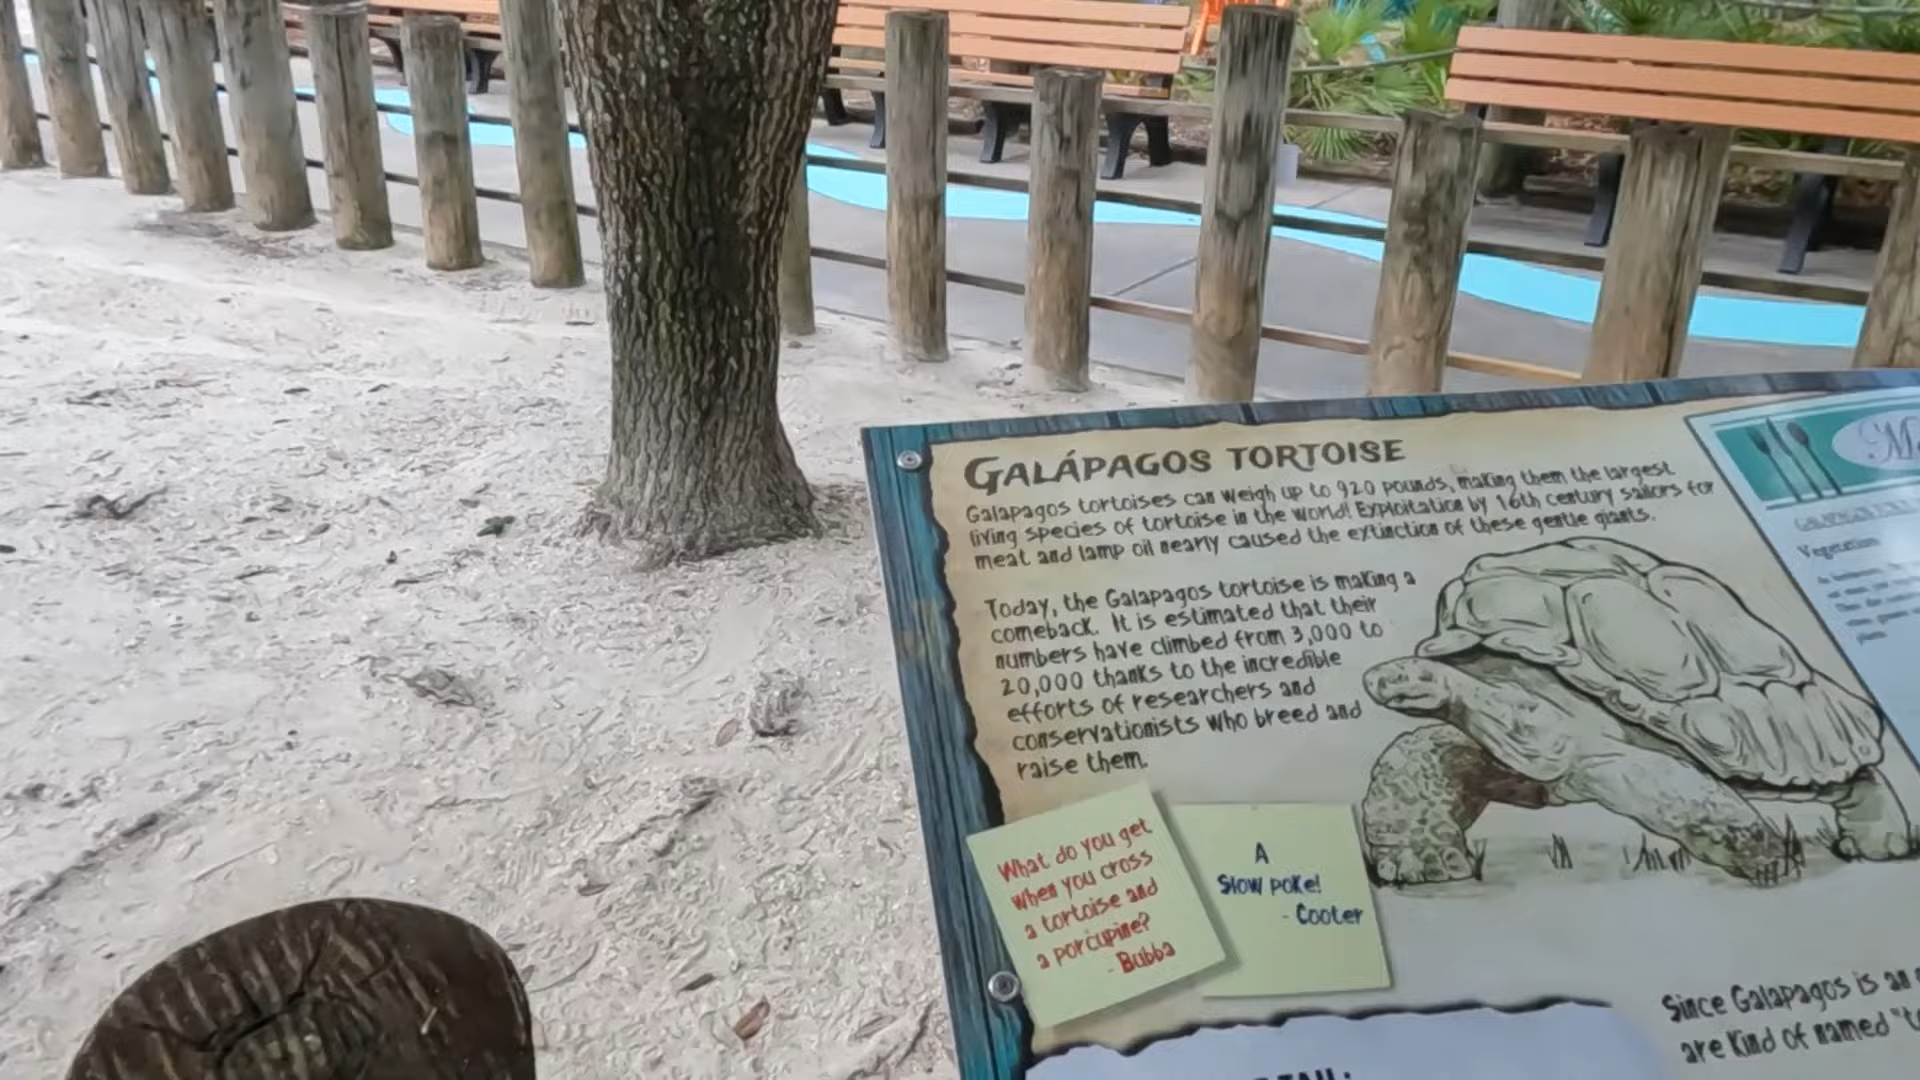 GALÁPAGOS TORTOISE
Galapagos tortoises can weigh up to 920 pounds, making them the largest
living species of tortoise in the world! Exploitation by 16th century sailors for
meat and lamp oil nearly caused the extinction of these gentle giants.
Today, the Galapagos tortoise is making a
comeback. It is estimated that their
numbers have climbed from 3,000 to
20,000 thanks to the incredible
efforts of researchers and
conservationists who breed and
raise them.
What do you get
when you cross
a tortoise and
a porcupine?
- Bubba
A
Slow poke!
- Cooter
Vegetation
Since Galapagos is an
are kind of named "to